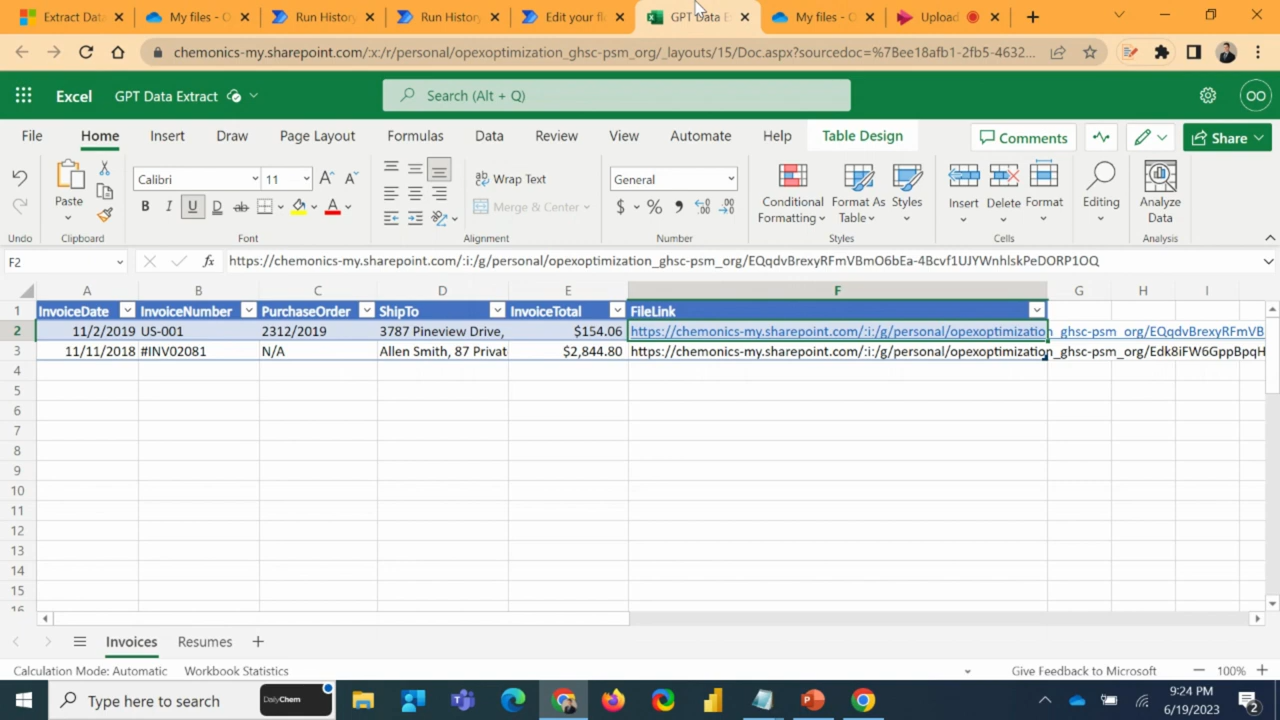 Extract Data
My files - O
Run History
Run History
Edit your fl
GPT Data E
My files - O
Upload
chemonics-my.sharepoint.com/:x:/r/personal/opexoptimization_ghsc-psm_org/_layouts/15/Doc.aspx?sourcedoc=%7Bee18afb1-2fb5-4632...
Excel
GPT Data Extract
Search (Alt + Q)
OO
File
Home
Insert
Draw
Page Layout
Formulas
Data
Review
View
Automate
Help
Table Design
Comments
Share
Paste
Calibri
11
B I U D ab
A
Wrap Text
Merge & Center
General
$ % 9
Conditional Formatting
Format As Table
Styles
Insert
Delete
Format
Editing
Analyze Data
Undo
Clipboard
Font
Alignment
Number
Styles
Cells
Analysis
F2
fx
https://chemonics-my.sharepoint.com/:i:/g/personal/opexoptimization_ghsc-psm_org/EQqdvBrexyRFmVBmO6bEa-4Bcvf1UJYWnhlskPeDORP1OQ
A B C D E F G H I
1 InvoiceDate InvoiceNumber PurchaseOrder ShipTo InvoiceTotal FileLink
2 11/2/2019 US-001 2312/2019 3787 Pineview Drive, $154.06 https://chemonics-my.sharepoint.com/:i:/g/personal/opexoptimization_ghsc-psm_org/EQqdvBrexyRFmVB
3 11/11/2018 #INV02081 N/A Allen Smith, 87 Privat $2,844.80 https://chemonics-my.sharepoint.com/:i:/g/personal/opexoptimization_ghsc-psm_org/Edk8iFW6GppBpqH
4
5
6
7
8
9
10
11
12
13
14
15
16
Invoices
Resumes
Calculation Mode: Automatic
Workbook Statistics
Give Feedback to Microsoft
100%
Type here to search
DailyChem
9:24 PM
6/19/2023
2